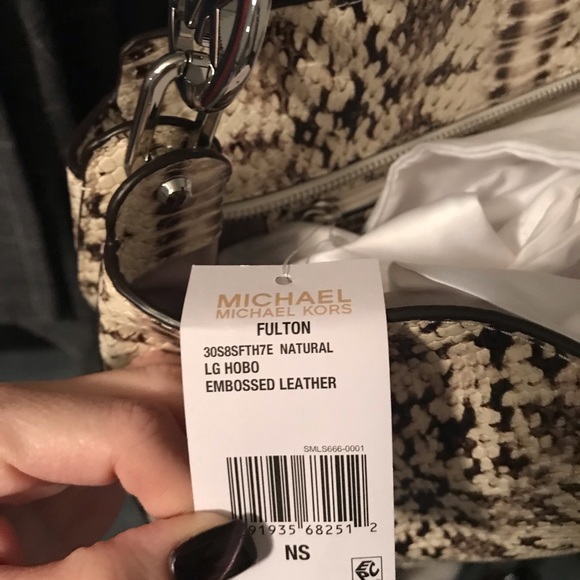 MICHAEL
MICHAEL KORS
FULTON
30S8SFTH7E NATURAL
LG HOBO
EMBOSSED LEATHER
SMLS666-0001
91935 68251 2
NS